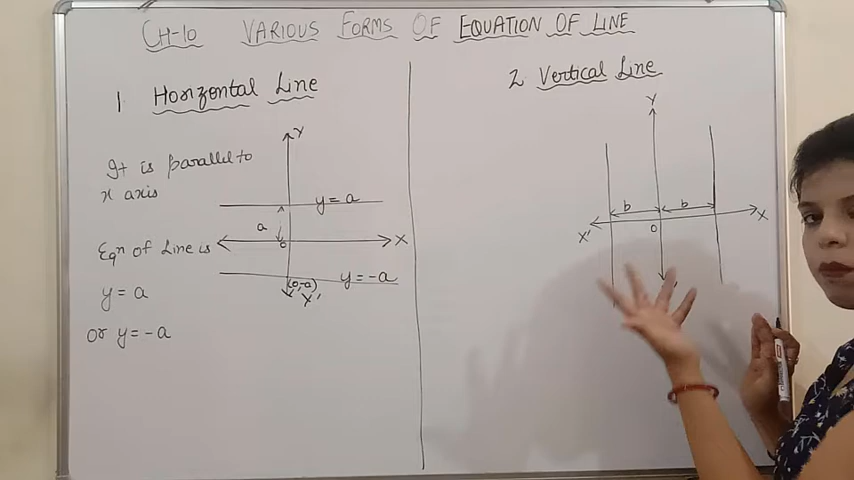 CH-10 VARIOUS FORMS OF EQUATION OF LINE
1 Horizontal Line
It is parallel to
x axis
Eqn of Line is
y = a
or y = -a
Y
y = a
a
O
X
y = -a
(0,-a)
X'
2 Vertical Line
Y
b b
X' O X